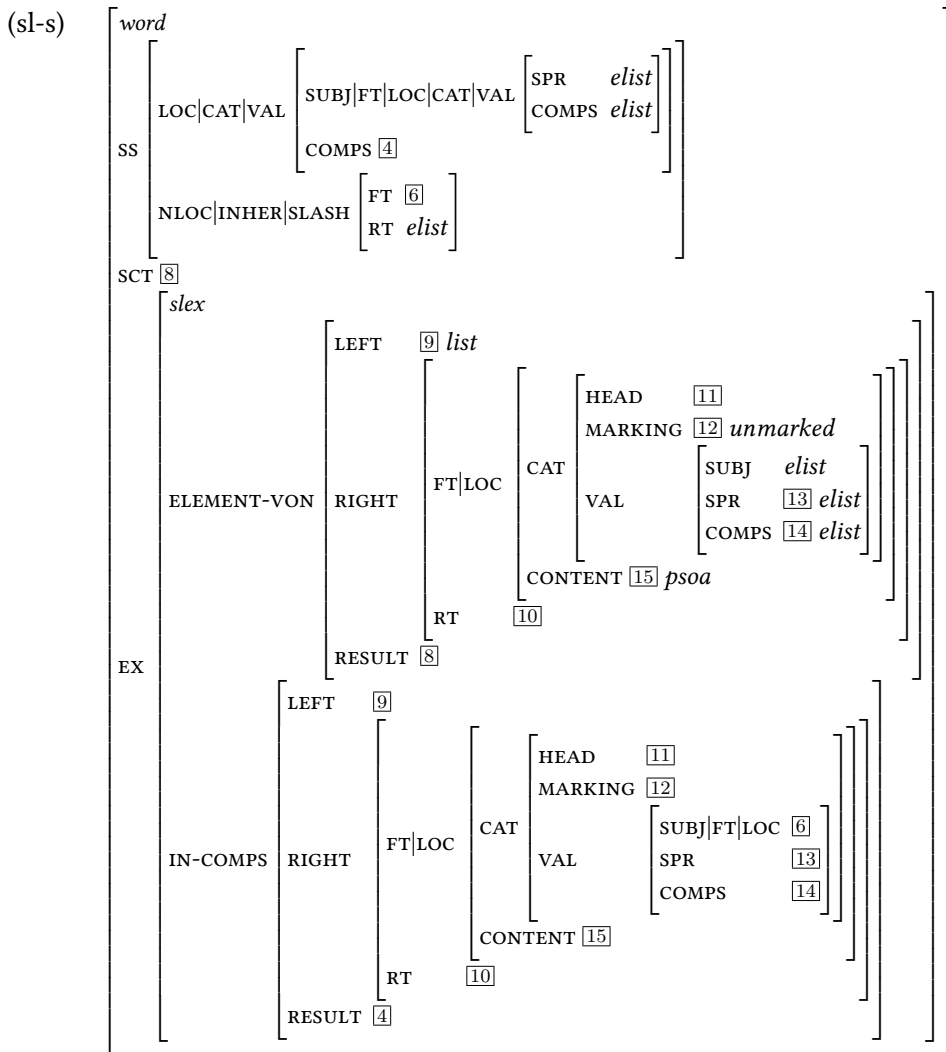 (sl-s)
word
SS
LOC|CAT|VAL
SUBJ|FT|LOC|CAT|VAL
SPR elist
COMPS elist
COMPS 4
NLOC|INHER|SLASH
FT 6
RT elist
SCT 8
EX
slex
ELEMENT-VON
LEFT 9 list
RIGHT
FT|LOC
CAT
HEAD 11
MARKING 12 unmarked
VAL
SUBJ elist
SPR 13 elist
COMPS 14 elist
CONTENT 15 psoa
RT 10
RESULT 8
IN-COMPS
LEFT 9
RIGHT
FT|LOC
CAT
HEAD 11
MARKING 12
VAL
SUBJ|FT|LOC 6
SPR 13
COMPS 14
CONTENT 15
RT 10
RESULT 4